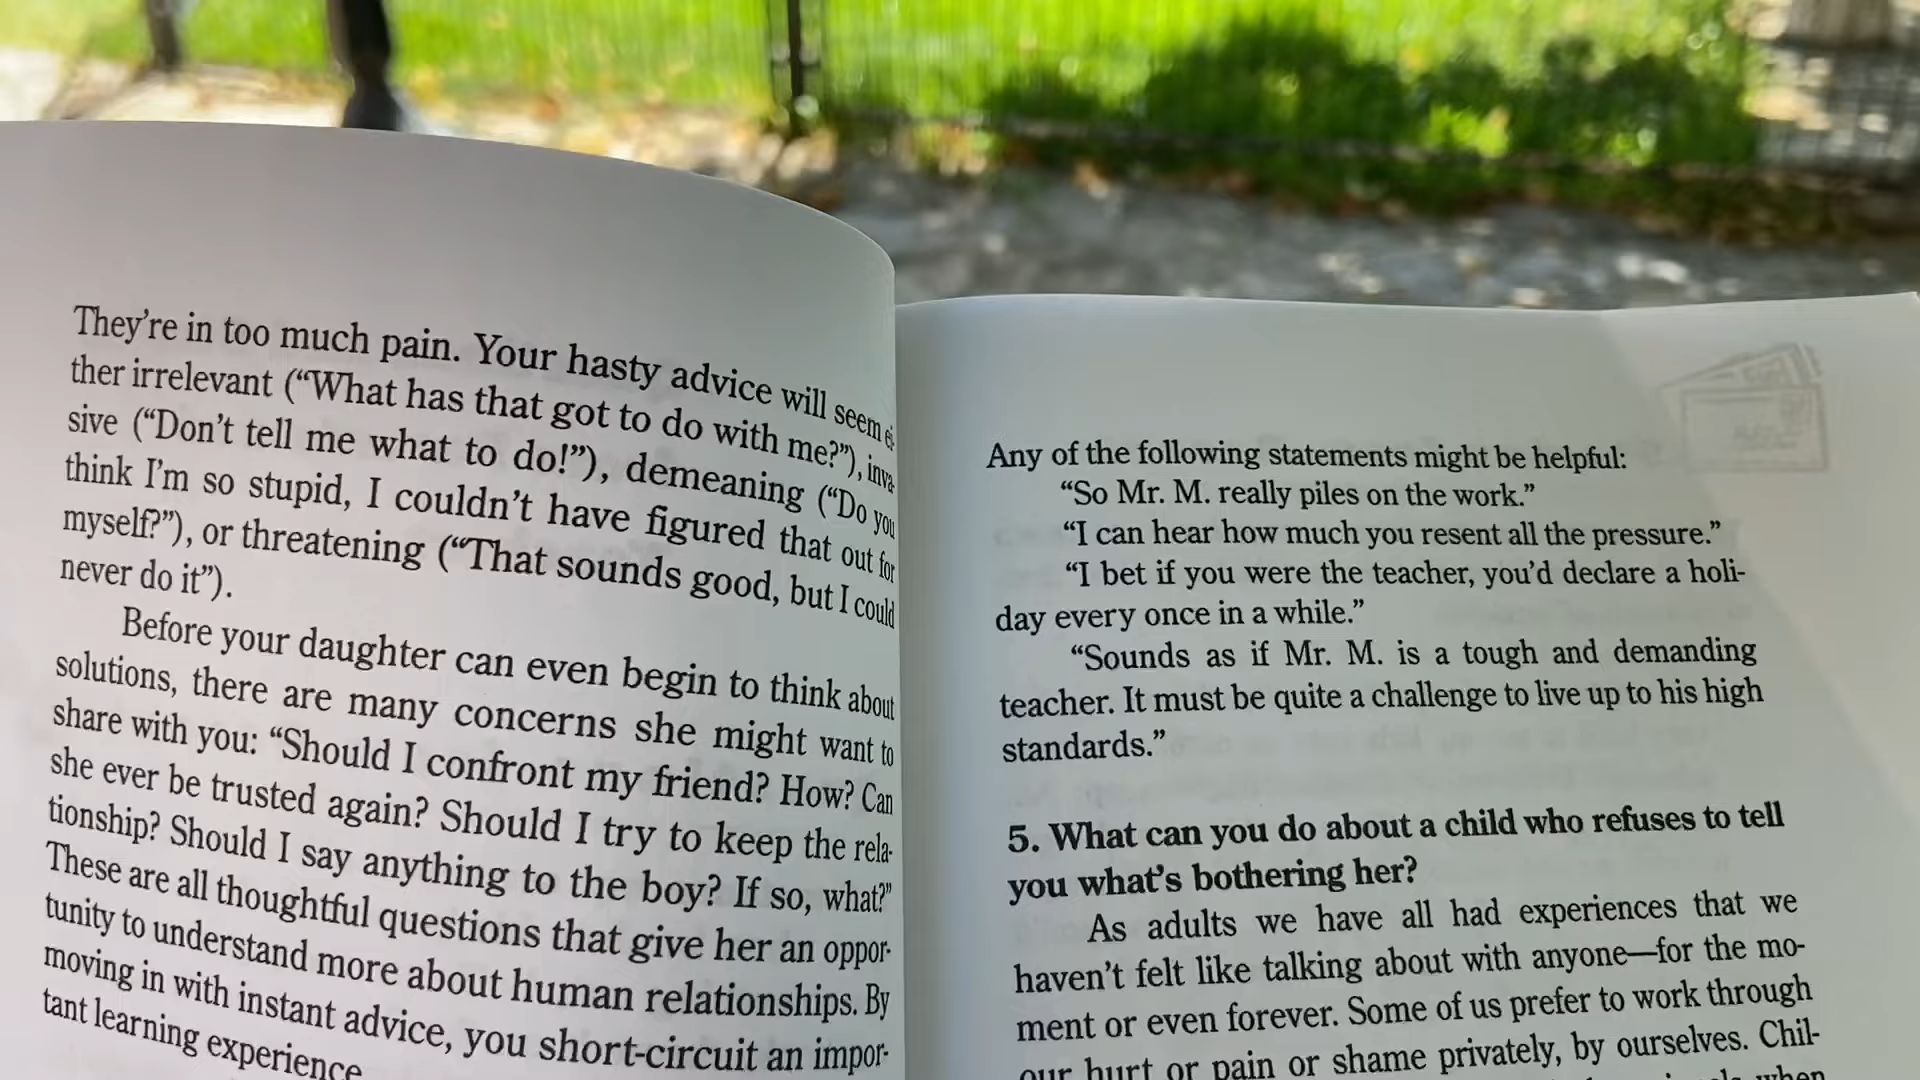 They're in too much pain. Your hasty advice will seem ei-
ther irrelevant (“What has that got to do with me?”), inva-
sive (“Don't tell me what to do!”), demeaning (“Do you
think I'm so stupid, I couldn't have figured that out for
myself?”), or threatening (“That sounds good, but I could
never do it”).
Before your daughter can even begin to think about
solutions, there are many concerns she might want to
share with you: “Should I confront my friend? How? Can
she ever be trusted again? Should I try to keep the rela-
tionship? Should I say anything to the boy? If so, what?”
These are all thoughtful questions that give her an oppor-
tunity to understand more about human relationships. By
moving in with instant advice, you short-circuit an impor-
tant learning experience
Any of the following statements might be helpful:
“So Mr. M. really piles on the work.”
“I can hear how much you resent all the pressure.”
“I bet if you were the teacher, you'd declare a holi-
day every once in a while.”
“Sounds as if Mr. M. is a tough and demanding
teacher. It must be quite a challenge to live up to his high
standards.”
5. What can you do about a child who refuses to tell
you what's bothering her?
As adults we have all had experiences that we
haven't felt like talking about with anyone—for the mo-
ment or even forever. Some of us prefer to work through
our hurt or pain or shame privately, by ourselves. Chil-
when